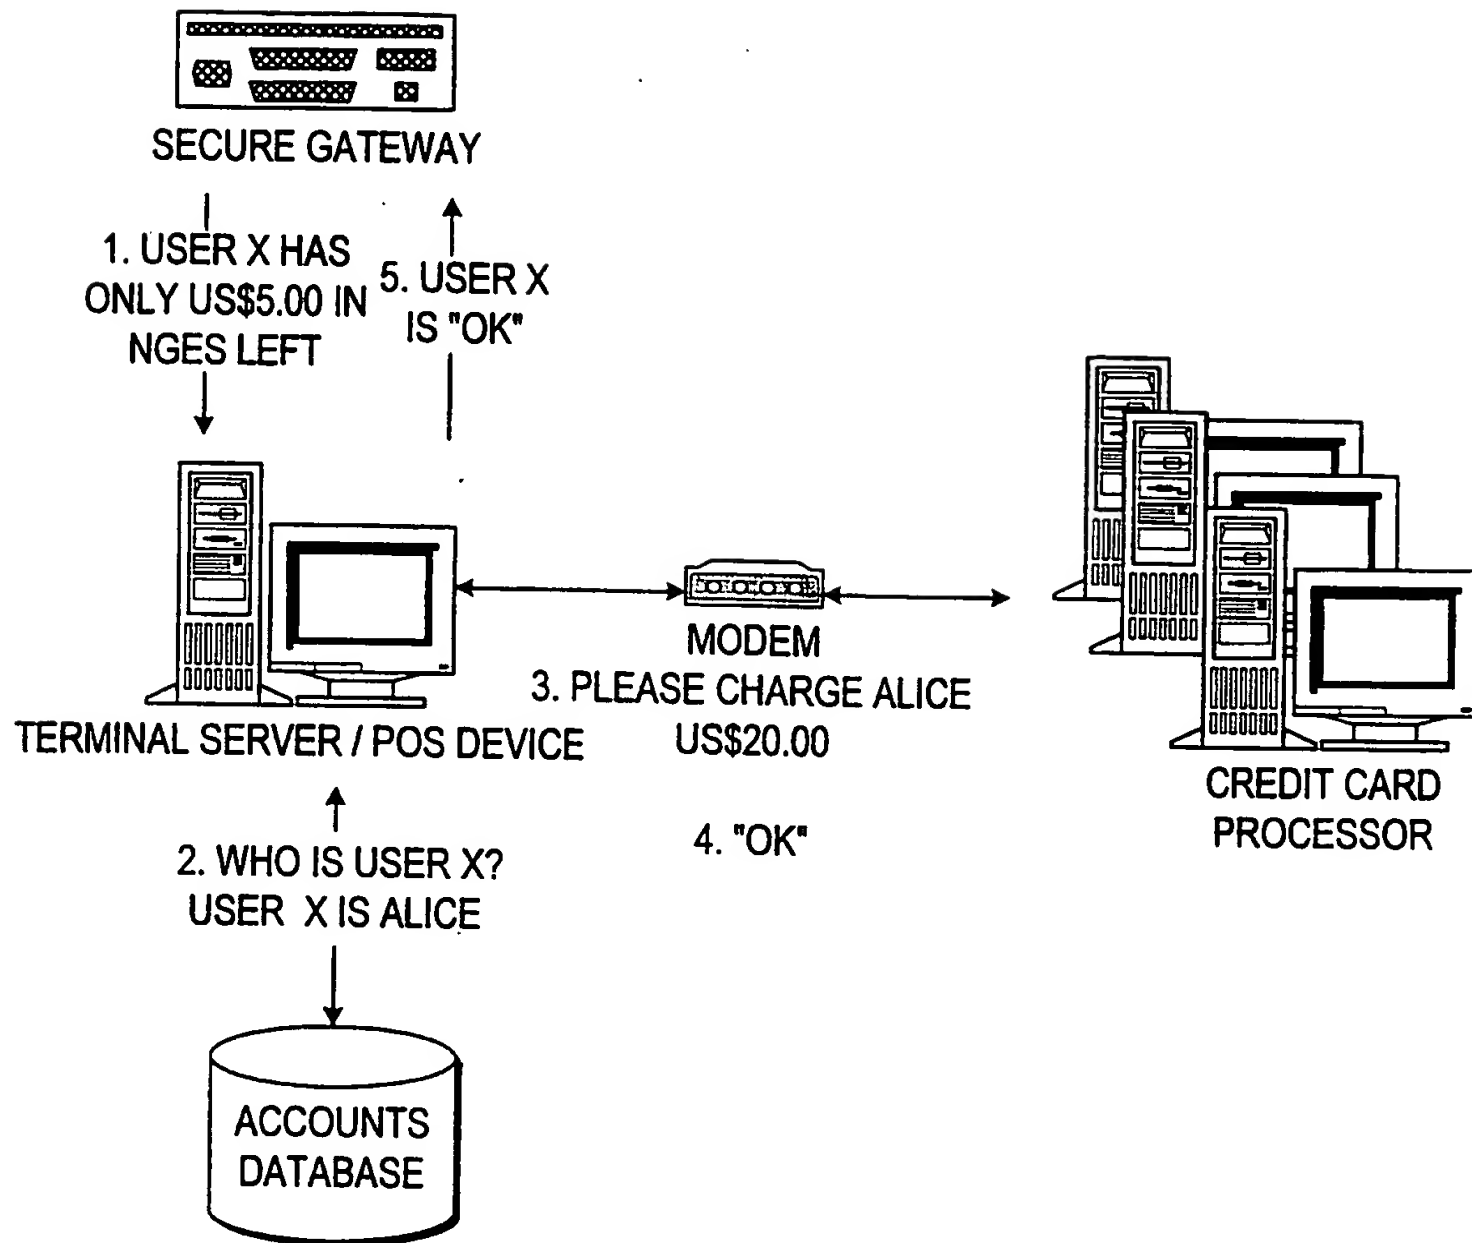 SECURE GATEWAY
1. USER X HAS
ONLY US$5.00 IN
NGES LEFT
5. USER X
IS "OK"
MODEM
3. PLEASE CHARGE ALICE
US$20.00
4. "OK"
TERMINAL SERVER / POS DEVICE
CREDIT CARD
PROCESSOR
2. WHO IS USER X?
USER X IS ALICE
ACCOUNTS
DATABASE